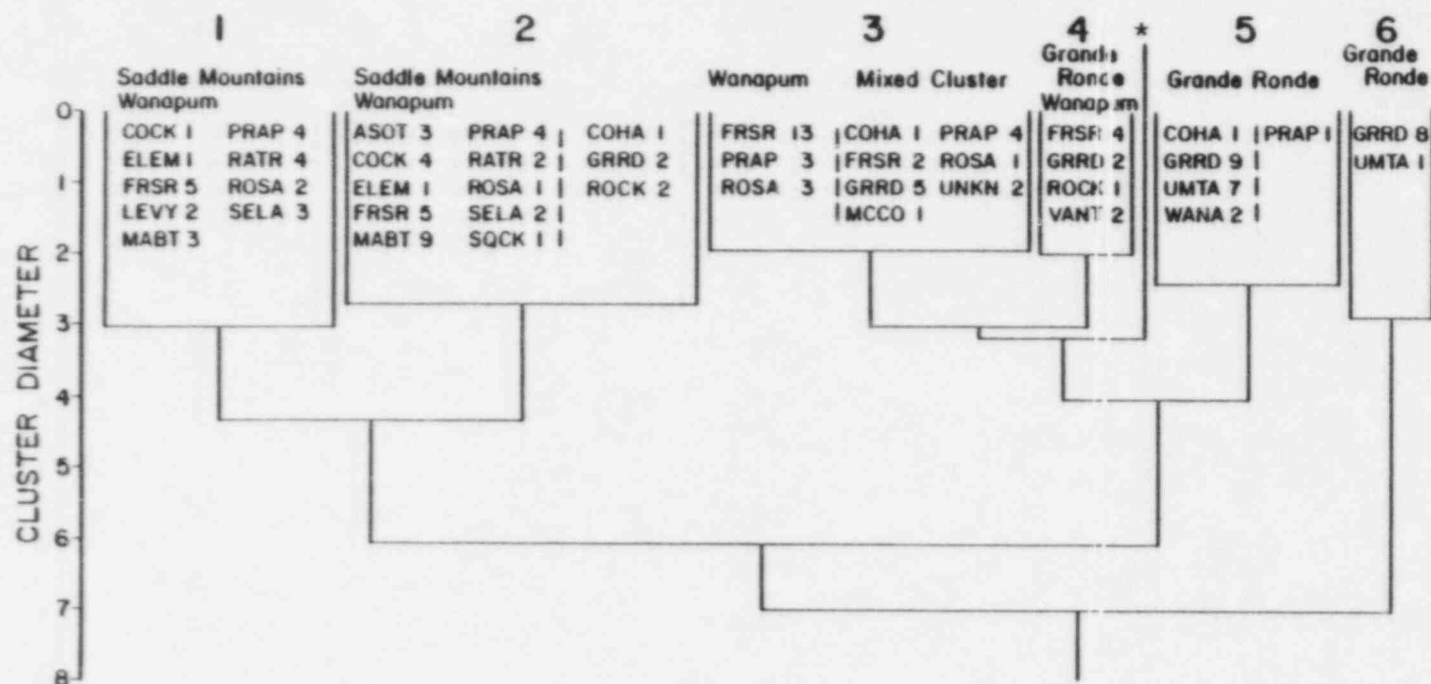 1 2 3 4 * 5 6
Saddle Mountains
Wanapum
Saddle Mountains
Wanapum
Wanapum
Mixed Cluster
Grande
Ronde
Wanapum
Grande Ronde
Grande
Ronde
COCK 1 PRAP 4
ELEM 1 RATR 4
FRSR 5 ROSA 2
LEVY 2 SELA 3
MABT 3
ASOT 3 PRAP 4 COHA 1
COCK 4 RATR 2 GRRD 2
ELEM 1 ROSA 1 ROCK 2
FRSR 5 SELA 2
MABT 9 SQCK 1
FRSR 13
PRAP 3
ROSA 3
COHA 1 PRAP 4
FRSR 2 ROSA 1
GRRD 5 UNKN 2
MCCO 1
FRSR 4
GRRD 2
ROCK 1
VANT 2
COHA 1 PRAP 1
GRRD 9
UMTA 7
WANA 2
GRRD 8
UMTA 1
CLUSTER DIAMETER
0
1
2
3
4
5
6
7
8